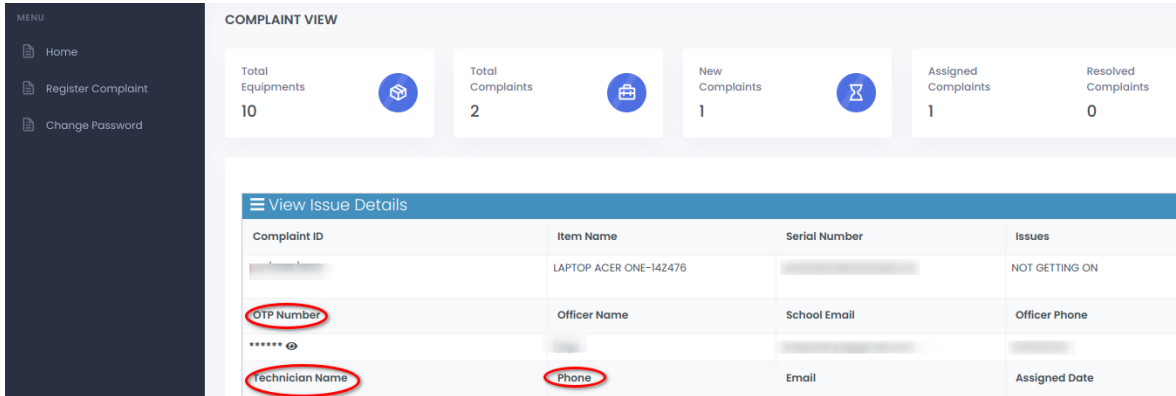 MENU
Home
Register Complaint
Change Password
COMPLAINT VIEW
Total Equipments
10
Total Complaints
2
New Complaints
1
Assigned Complaints
1
Resolved Complaints
0
View Issue Details
Complaint ID Item Name Serial Number Issues
LAPTOP ACER ONE-14Z476 NOT GETTING ON
OTP Number Officer Name School Email Officer Phone
******
Technician Name Phone Email Assigned Date